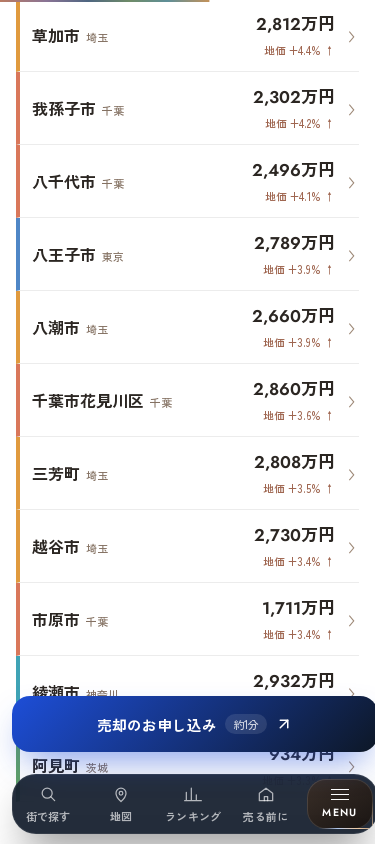 草加市 埼玉 2,812万円
地価 +4.4% ↑
我孫子市 千葉 2,302万円
地価 +4.2% ↑
八千代市 千葉 2,496万円
地価 +4.1% ↑
八王子市 東京 2,789万円
地価 +3.9% ↑
八潮市 埼玉 2,660万円
地価 +3.9% ↑
千葉市花見川区 千葉 2,860万円
地価 +3.6% ↑
三芳町 埼玉 2,808万円
地価 +3.5% ↑
越谷市 埼玉 2,730万円
地価 +3.4% ↑
市原市 千葉 1,711万円
地価 +3.4% ↑
綾瀬市 神奈川 2,932万円
売却のお申し込み 約1分
阿見町 茨城 934万円
街で探す 地図 ランキング 売る前に MENU